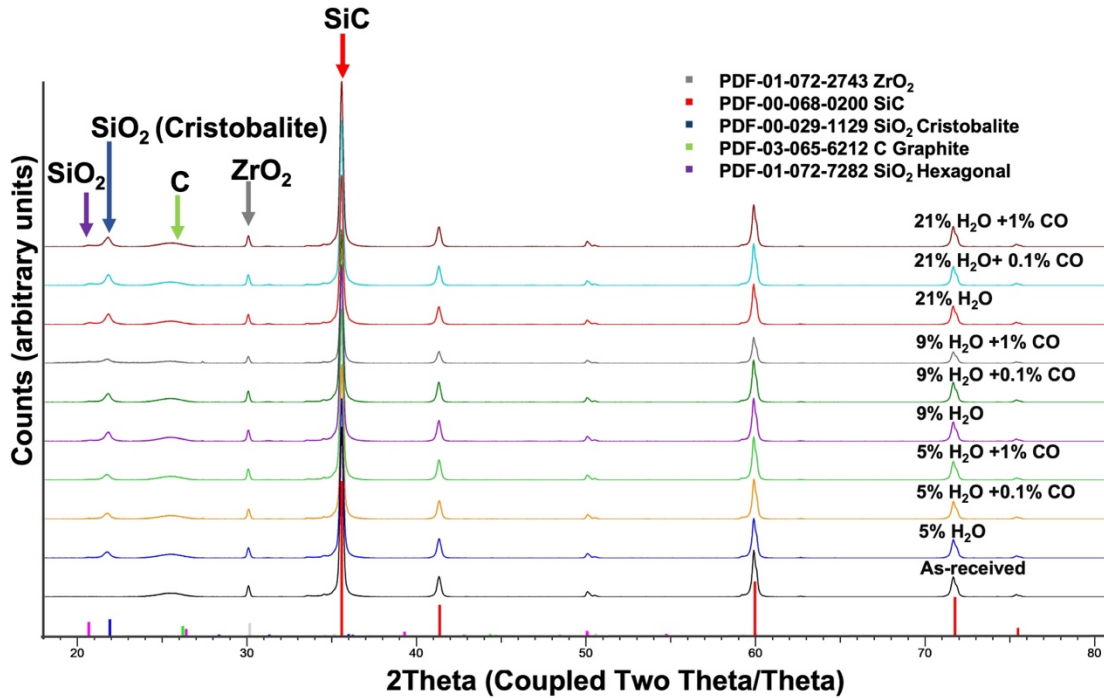 SiC
PDF-01-072-2743 ZrO₂
PDF-00-068-0200 SiC
PDF-00-029-1129 SiO₂ Cristobalite
PDF-03-065-6212 C Graphite
PDF-01-072-7282 SiO₂ Hexagonal
SiO₂ (Cristobalite)
SiO₂
C
ZrO₂
Counts (arbitrary units)
21% H₂O +1% CO
21% H₂O+ 0.1% CO
21% H₂O
9% H₂O +1% CO
9% H₂O +0.1% CO
9% H₂O
5% H₂O +1% CO
5% H₂O +0.1% CO
5% H₂O
As-received
20 30 40 50 60 70 80
2Theta (Coupled Two Theta/Theta)